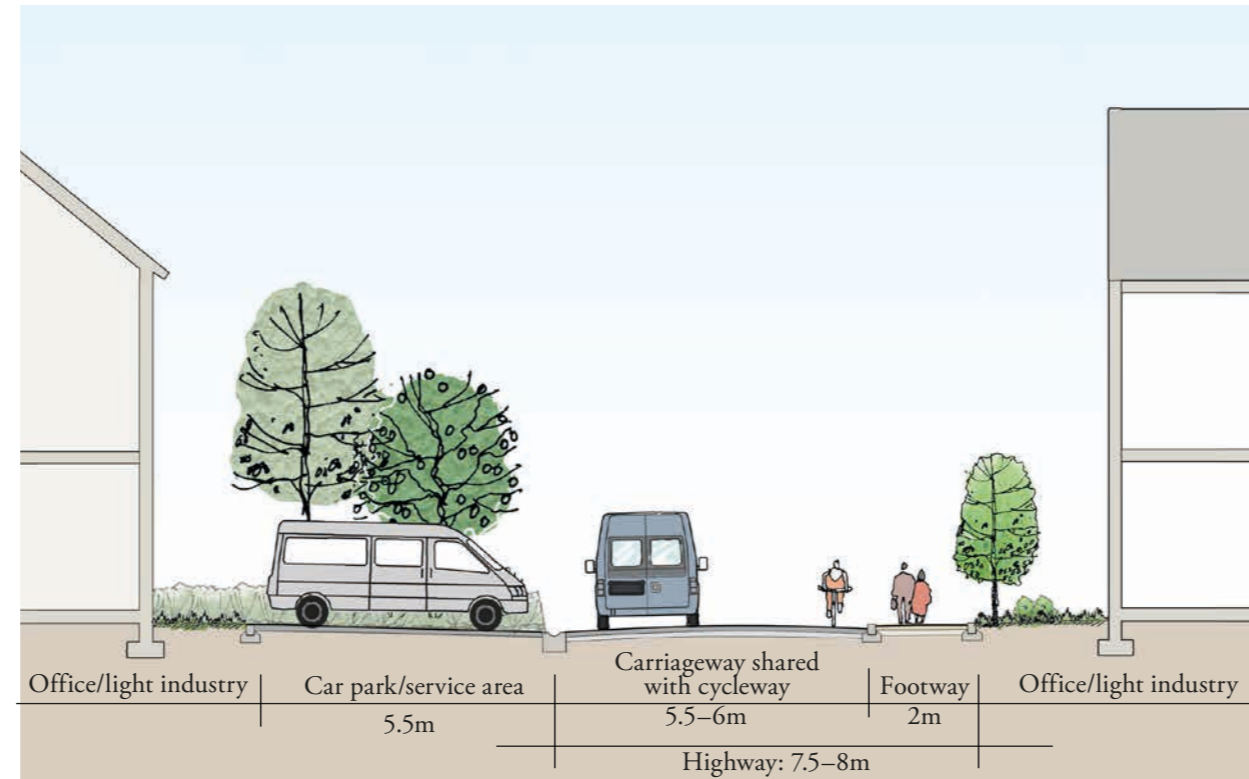 Office/light industry
Car park/service area
Carriageway shared
with cycleway
Footway
Office/light industry
5.5m
5.5–6m
2m
Highway: 7.5–8m